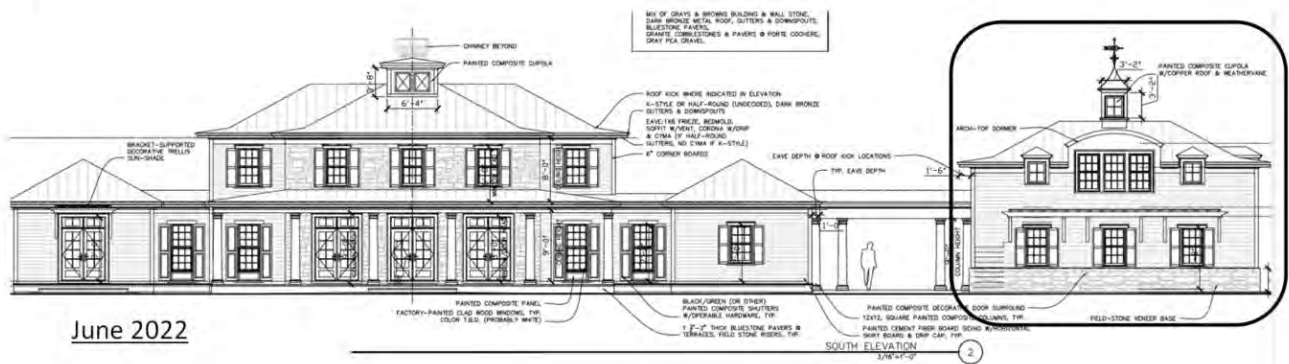 MIX OF GRAYS & BROWNS BUILDING & WALL STONE,
DARK BRONZE METAL ROOF, GUTTERS & DOWNSPOUTS,
BLUESTONE PAVERS,
GRANITE COBBLESTONES & PAVERS @ PORTE COCHERE,
GRAY PEA GRAVEL.
CHIMNEY BEYOND
PAINTED COMPOSITE CUPOLA
6'-4"
ROOF KICK WHERE INDICATED IN ELEVATION
K-STYLE OR HALF-ROUND (UNDECIDED), DARK BRONZE
GUTTERS & DOWNSPOUTS
EAVE: 1X6 FRIEZE, BEDMOLD,
SOFFIT W/VENT, CORONA W/DRIP
& CYMA (IF HALF-ROUND
GUTTERS, NO CYMA IF K-STYLE)
6" CORNER BOARDS
BRACKET-SUPPORTED
DECORATIVE TRELLIS
SUN-SHADE
3'-2"
PAINTED COMPOSITE CUPOLA
W/COPPER ROOF & WEATHERVANE
3'-2"
ARCH-TOP DORMER
EAVE DEPTH @ ROOF KICK LOCATIONS
1'-6"
TYP. EAVE DEPTH
8'-0"
9'-0"
1'-0"
COLUMN HEIGHT
PAINTED COMPOSITE PANEL
FACTORY-PAINTED CLAD WOOD WINDOWS, TYP.
COLOR T.B.D. (PROBABLY WHITE)
BLACK/GREEN (OR OTHER)
PAINTED COMPOSITE SHUTTERS
W/OPERABLE HARDWARE, TYP.
THICK BLUESTONE PAVERS @
TERRACES, FIELD STONE RISERS, TYP.
PAINTED COMPOSITE DECORATIVE DOOR SURROUND
12X12, SQUARE PAINTED COMPOSITE COLUMNS, TYP.
PAINTED CEMENT FIBER BOARD SIDING W/HORIZONTAL
SKIRT BOARD & DRIP CAP, TYP.
FIELD-STONE VENEER BASE
June 2022
SOUTH ELEVATION
3/16"=1'-0"
2